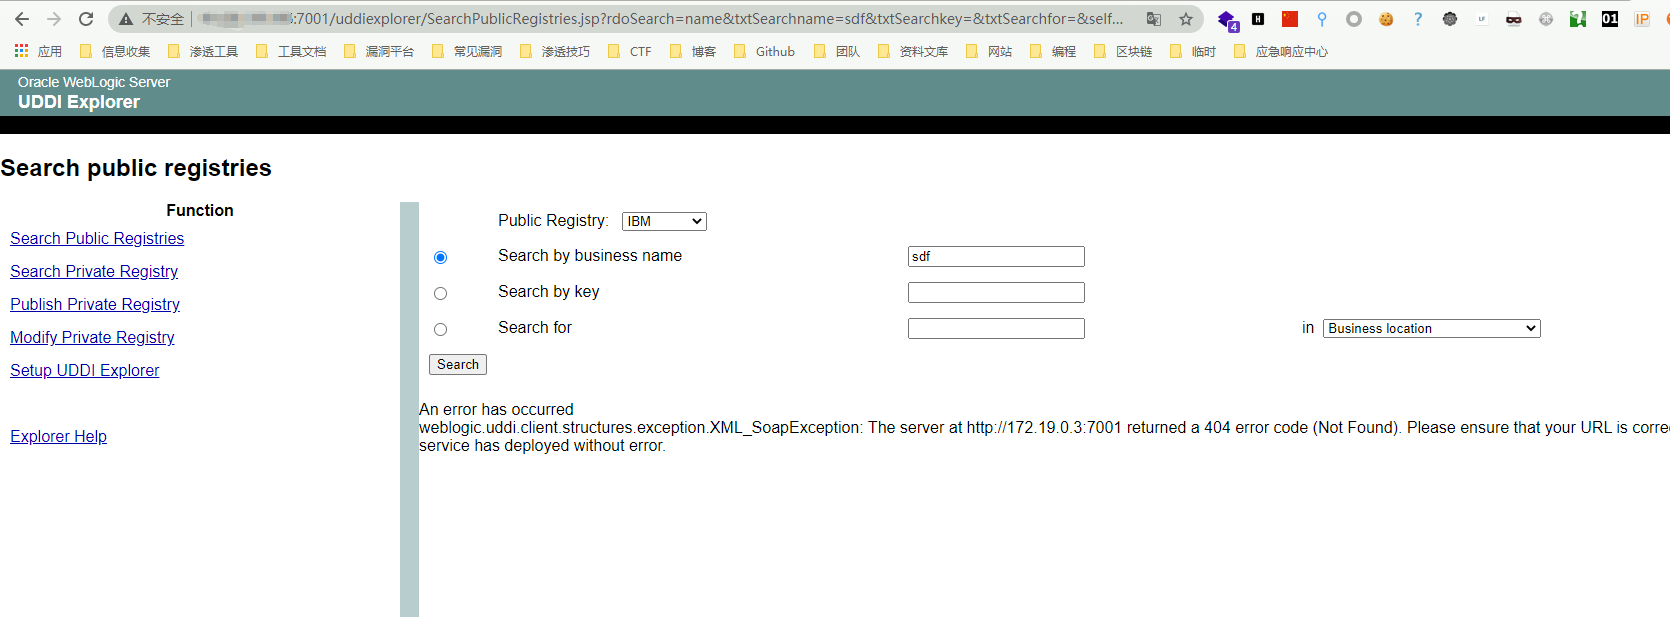 不安全 :7001/uddiexplorer/SearchPublicRegistries.jsp?rdoSearch=name&txtSearchname=sdf&txtSearchkey=&txtSearchfor=&self... 4 H ? LF 01 IP
应用 信息收集 渗透工具 工具文档 漏洞平台 常见漏洞 渗透技巧 CTF 博客 Github 团队 资料文库 网站 编程 区块链 临时 应急响应中心
Oracle WebLogic Server
UDDI Explorer
Search public registries
Function
Search Public Registries
Search Private Registry
Publish Private Registry
Modify Private Registry
Setup UDDI Explorer
Explorer Help
Public Registry: IBM
Search by business name sdf
Search by key
Search for in Business location
Search
An error has occurred
weblogic.uddi.client.structures.exception.XML_SoapException: The server at http://172.19.0.3:7001 returned a 404 error code (Not Found). Please ensure that your URL is corre
service has deployed without error.